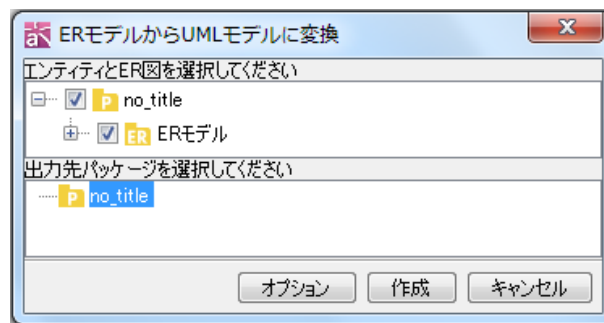 ERモデルからUMLモデルに変換
エンティティとER図を選択してください
no_title
ERモデル
出力先パッケージを選択してください
no_title
オプション 作成 キャンセル